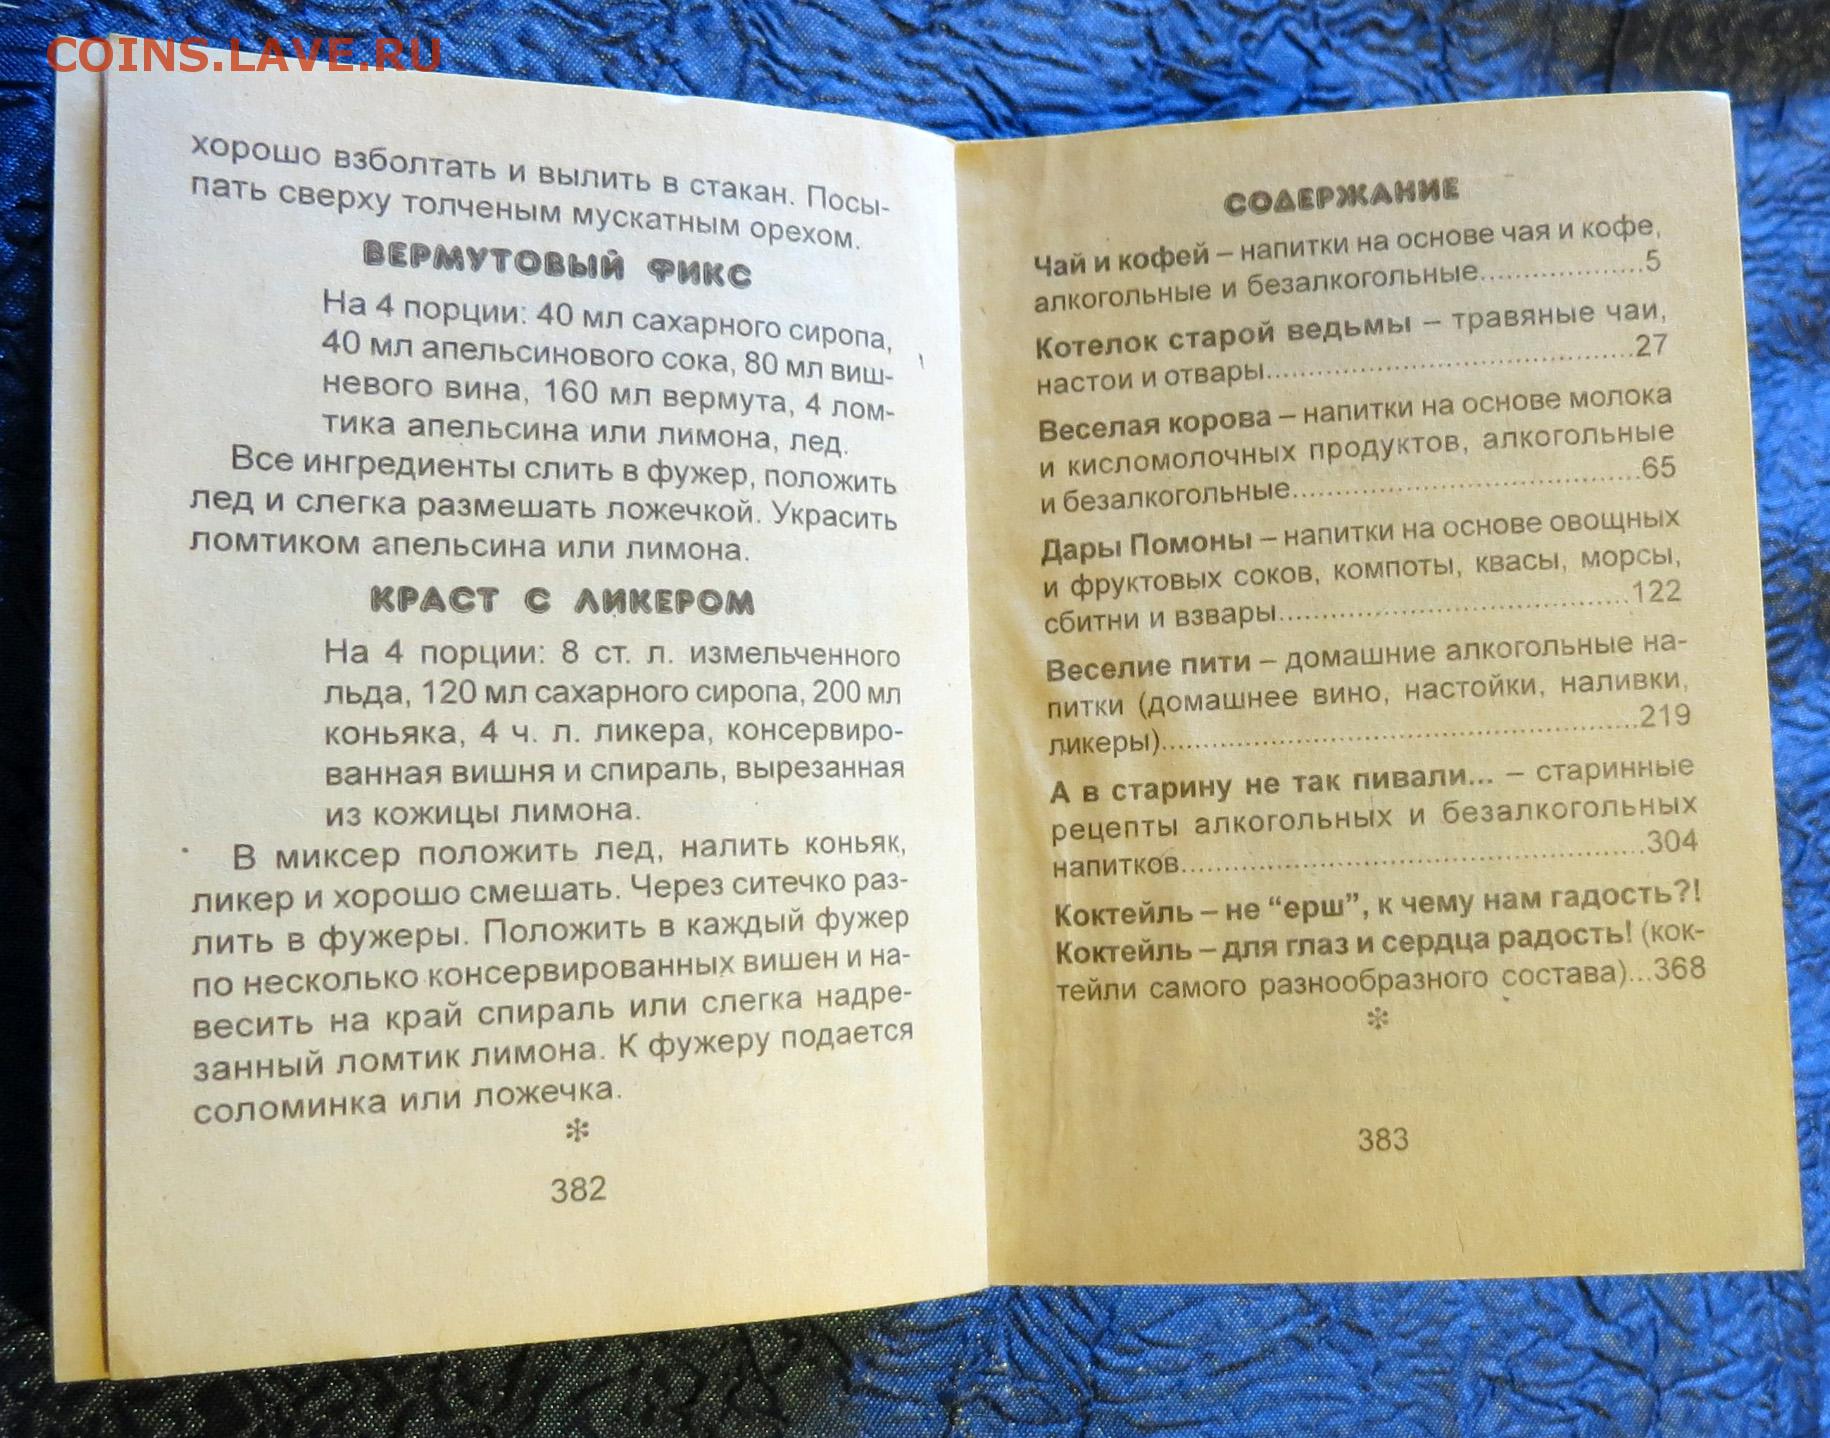 COINS.LAVE.RU
хорошо взболтать и вылить в стакан. Посы-
пать сверху толченым мускатным орехом.
ВЕРМУТОВЫЙ ФИКС
На 4 порции: 40 мл сахарного сиропа,
40 мл апельсинового сока, 80 мл виш-
невого вина, 160 мл вермута, 4 лом-
тика апельсина или лимона, лед.
Все ингредиенты слить в фужер, положить
лед и слегка размешать ложечкой. Украсить
ломтиком апельсина или лимона.
КРАСТ С ЛИКЕРОМ
На 4 порции: 8 ст. л. измельченного
льда, 120 мл сахарного сиропа, 200 мл
коньяка, 4 ч. л. ликера, консервиро-
ванная вишня и спираль, вырезанная
из кожицы лимона.
В миксер положить лед, налить коньяк,
ликер и хорошо смешать. Через ситечко раз-
лить в фужеры. Положить в каждый фужер
по несколько консервированных вишен и на-
весить на край спираль или слегка надре-
занный ломтик лимона. К фужеру подается
соломинка или ложечка.
*
382
СОДЕРЖАНИЕ
Чай и кофей – напитки на основе чая и кофе,
алкогольные и безалкогольные...................5
Котелок старой ведьмы – травяные чаи,
настои и отвары..........................................27
Веселая корова – напитки на основе молока
и кисломолочных продуктов, алкогольные
и безалкогольные........................................65
Дары Помоны – напитки на основе овощных
и фруктовых соков, компоты, квасы, морсы,
сбитни и взвары........................................122
Веселие пити – домашние алкогольные на-
питки (домашнее вино, настойки, наливки,
ликеры)......................................................219
А в старину не так пивали... – старинные
рецепты алкогольных и безалкогольных
напитков.....................................................304
Коктейль – не “ерш”, к чему нам гадость?!
Коктейль – для глаз и сердца радость! (кок-
тейли самого разнообразного состава)...368
*
383